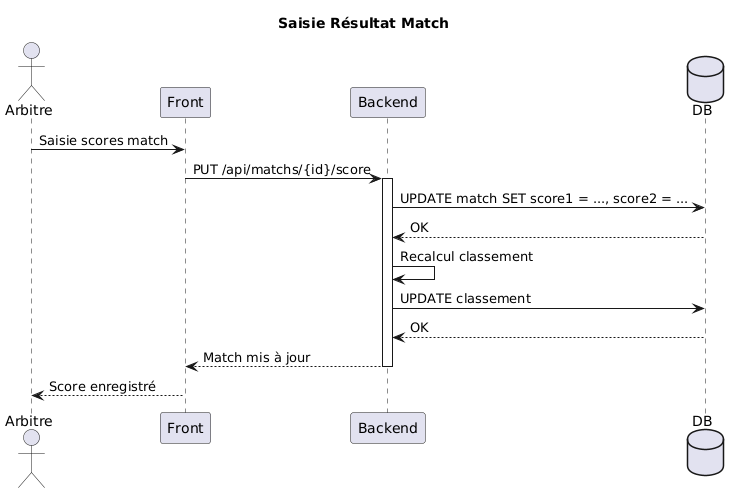 Saisie Résultat Match
Arbitre
Front
Backend
DB
Saisie scores match
PUT /api/matchs/{id}/score
UPDATE match SET score1 = ..., score2 = ...
OK
Recalcul classement
UPDATE classement
OK
Match mis à jour
Score enregistré
Arbitre
Front
Backend
DB